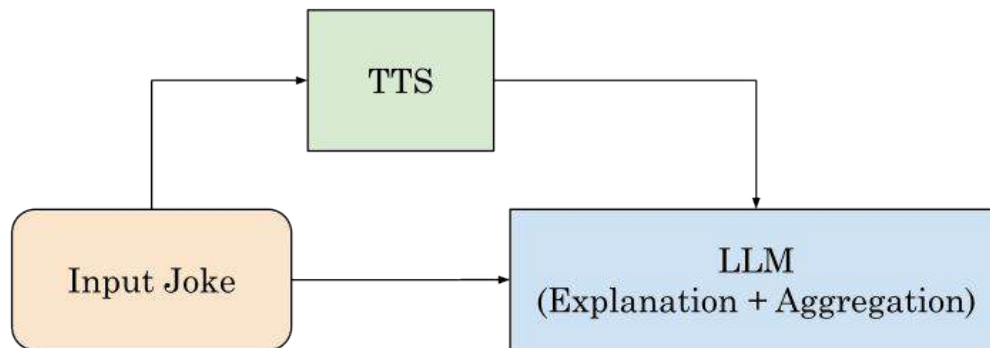 TTS
Input Joke
LLM
(Explanation + Aggregation)